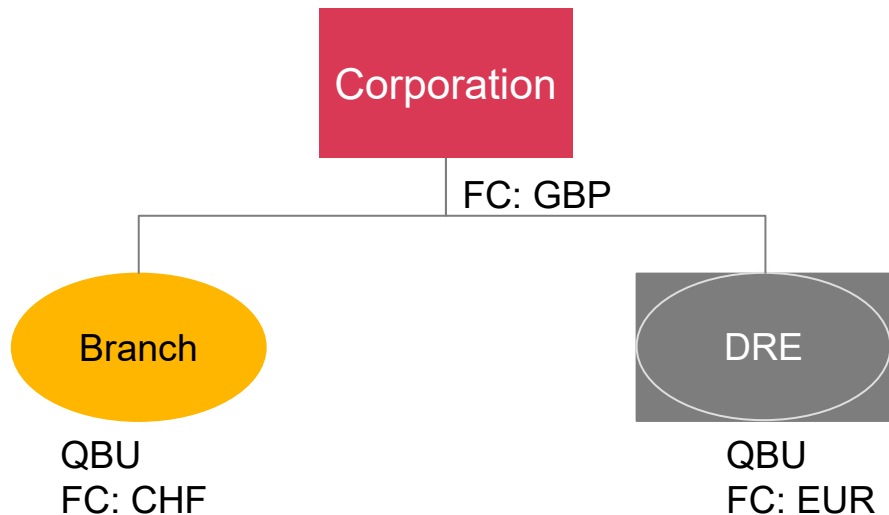 Corporation
FC: GBP
Branch
DRE
QBU
FC: CHF
QBU
FC: EUR